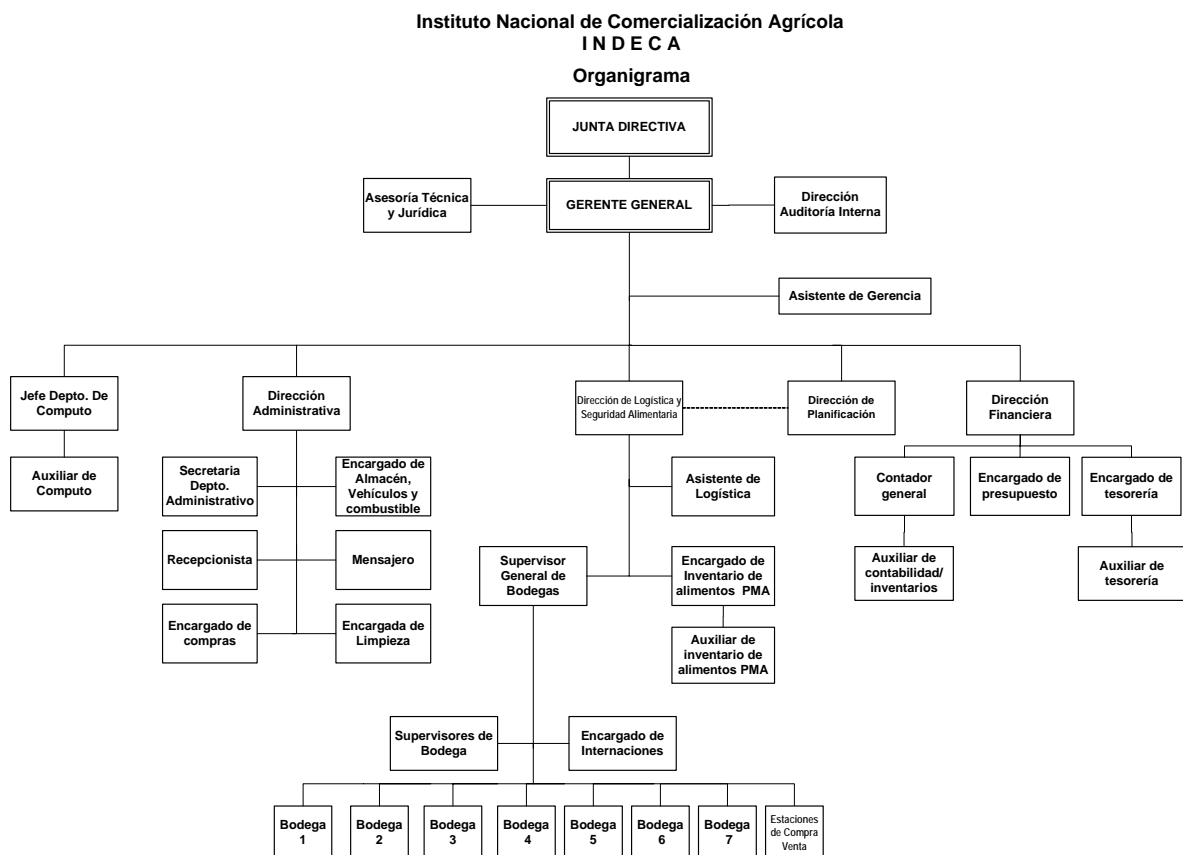 Instituto Nacional de Comercialización Agrícola
I N D E C A
Organigrama
JUNTA DIRECTIVA
Asesoría Técnica
y Jurídica
GERENTE GENERAL
Dirección
Auditoría Interna
Asistente de Gerencia
Jefe Depto. De
Computo
Dirección
Administrativa
Dirección de Logística y
Seguridad Alimentaria
Dirección de
Planificación
Dirección
Financiera
Auxiliar de
Computo
Secretaria
Depto.
Administrativo
Encargado de
Almacén,
Vehículos y
combustible
Asistente de
Logística
Contador
general
Encargado de
presupuesto
Encargado de
tesorería
Recepcionista
Mensajero
Supervisor
General de
Bodegas
Encargado de
Inventario de
alimentos PMA
Auxiliar de
contabilidad/
inventarios
Auxiliar de
tesorería
Encargado de
compras
Encargada de
Limpieza
Auxiliar de
inventario de
alimentos PMA
Supervisores de
Bodega
Encargado de
Internaciones
Bodega
1
Bodega
2
Bodega
3
Bodega
4
Bodega
5
Bodega
6
Bodega
7
Estaciones
de Compra
Venta